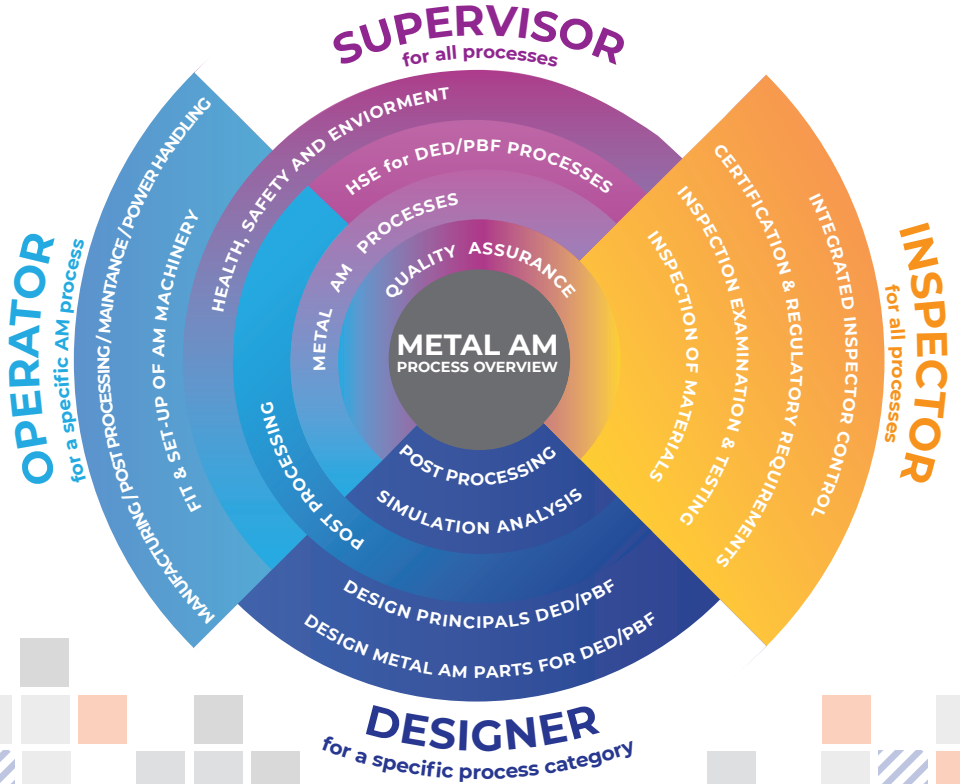 SUPERVISOR
for all processes
OPERATOR
for a specific AM process
INSPECTOR
for all processes
DESIGNER
for a specific process category
METAL AM
PROCESS OVERVIEW
HEALTH, SAFETY AND ENVIORMENT
HSE for DED/PBF PROCESSES
METAL AM PROCESSES
QUALITY ASSURANCE
MANUFACTURING / POST PROCESSING / MAINTANCE / POWER HANDLING
FIT & SET-UP OF AM MACHINERY
POST PROCESSING
INSPECTION OF MATERIALS
INSPECTION EXAMINATION & TESTING
CERTIFICATION & REGULATORY REQUIREMENTS
INTEGRATED INSPECTOR CONTROL
POST PROCESSING
SIMULATION ANALYSIS
DESIGN PRINCIPALS DED/PBF
DESIGN METAL AM PARTS FOR DED/PBF